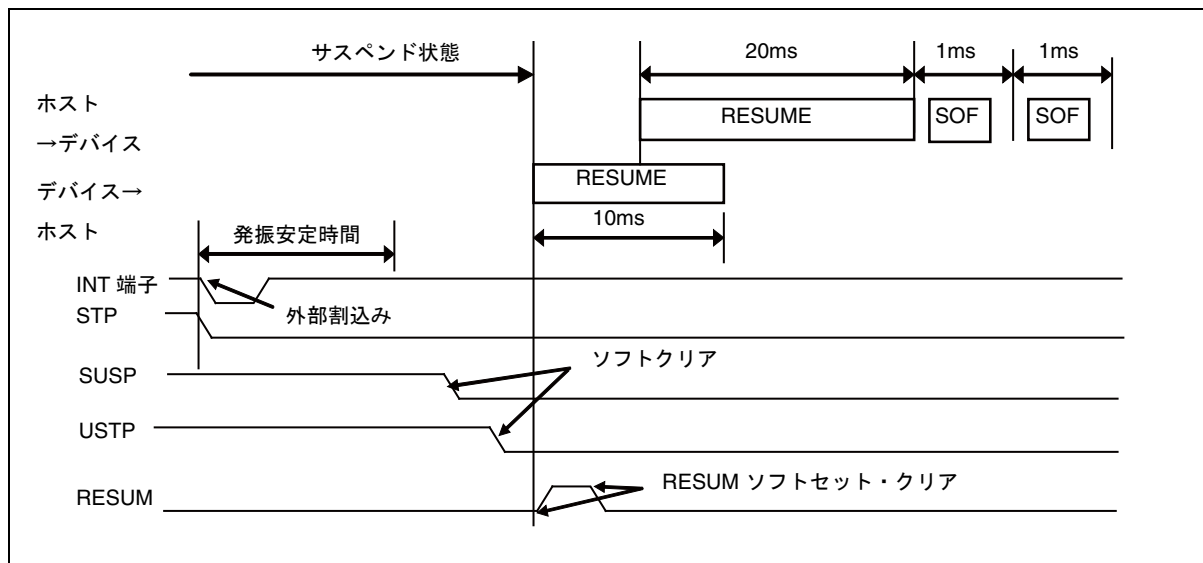 サスペンド状態
20ms
1ms
1ms
ホスト
→デバイス
RESUME
SOF
SOF
デバイス→
ホスト
RESUME
10ms
発振安定時間
INT 端子
外部割込み
STP
SUSP
ソフトクリア
USTP
RESUM
RESUM ソフトセット・クリア